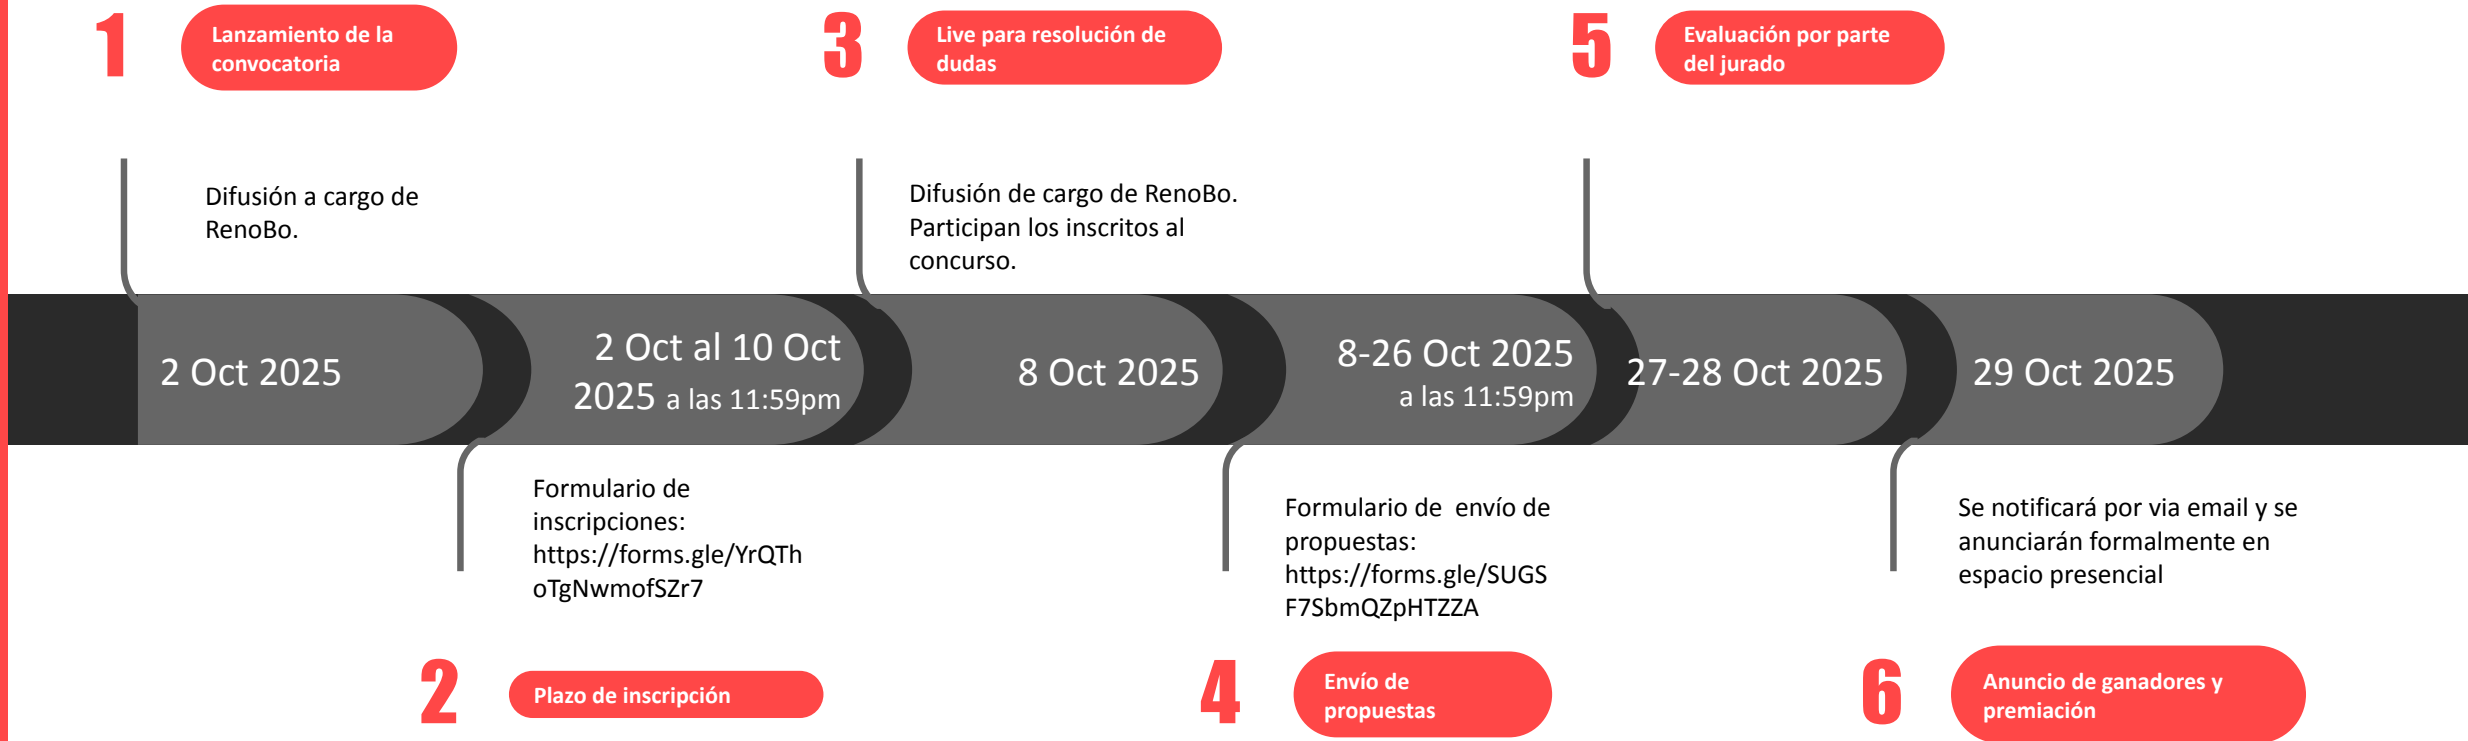 1
Lanzamiento de la
convocatoria
Difusión a cargo de
RenoBo.
2 Oct 2025
2 Oct al 10 Oct
2025 a las 11:59pm
Formulario de
inscripciones:
https://forms.gle/YrQTh
oTgNwmofSZr7
2
Plazo de inscripción
3
Live para resolución de
dudas
Difusión de cargo de RenoBo.
Participan los inscritos al
concurso.
8 Oct 2025
8-26 Oct 2025
a las 11:59pm
Formulario de  envío de
propuestas:
https://forms.gle/SUGS
F7SbmQZpHTZZA
4
Envío de
propuestas
5
Evaluación por parte
del jurado
27-28 Oct 2025
29 Oct 2025
Se notificará por via email y se
anunciarán formalmente en
espacio presencial
6
Anuncio de ganadores y
premiación